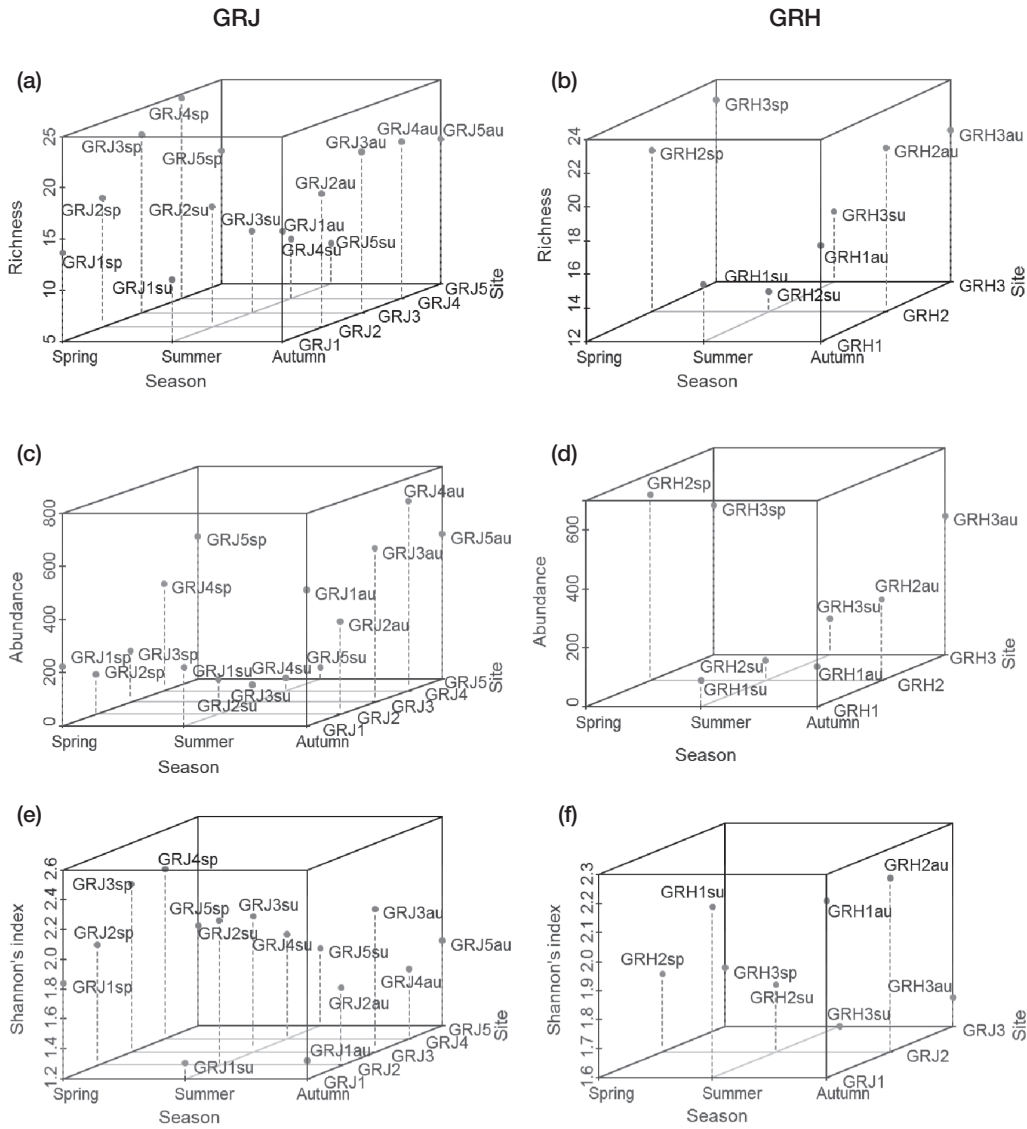 GRJ
GRH
(a)
Richness
25
20
15
10
5
GRJ4sp
GRJ3sp
GRJ5sp
GRJ2sp
GRJ1sp
GRJ2su
GRJ1su
GRJ3su
GRJ4su
GRJ5su
GRJ1au
GRJ2au
GRJ3au
GRJ4au
GRJ5au
Spring
Summer
Autumn
Season
GRJ1
GRJ2
GRJ3
GRJ4
GRJ5
Site
(b)
Richness
24
22
20
18
16
14
12
GRH3sp
GRH2sp
GRH1su
GRH2su
GRH3su
GRH1au
GRH2au
GRH3au
Spring
Summer
Autumn
Season
GRH1
GRH2
GRH3
Site
(c)
Abundance
800
600
400
200
0
GRJ5sp
GRJ4sp
GRJ3sp
GRJ1sp
GRJ2sp
GRJ1su
GRJ2su
GRJ3su
GRJ4su
GRJ5su
GRJ1au
GRJ2au
GRJ3au
GRJ4au
GRJ5au
Spring
Summer
Autumn
Season
GRJ1
GRJ2
GRJ3
GRJ4
GRJ5
Site
(d)
Abundance
600
400
200
0
GRH2sp
GRH3sp
GRH2su
GRH1su
GRH3su
GRH1au
GRH2au
GRH3au
Spring
Summer
Autumn
Season
GRH1
GRH2
GRH3
Site
(e)
Shannon's index
2.6
2.4
2.2
2.0
1.8
1.6
1.4
1.2
GRJ4sp
GRJ3sp
GRJ5sp
GRJ2sp
GRJ1sp
GRJ3su
GRJ2su
GRJ4su
GRJ5su
GRJ1su
GRJ1au
GRJ2au
GRJ3au
GRJ4au
GRJ5au
Spring
Summer
Autumn
Season
GRJ1
GRJ2
GRJ3
GRJ4
GRJ5
Site
(f)
Shannon's index
2.3
2.2
2.1
2.0
1.9
1.8
1.7
1.6
GRH1su
GRH2sp
GRH3sp
GRH2su
GRH3su
GRH1au
GRH2au
GRH3au
Spring
Summer
Autumn
Season
GRJ1
GRJ2
GRJ3
Site